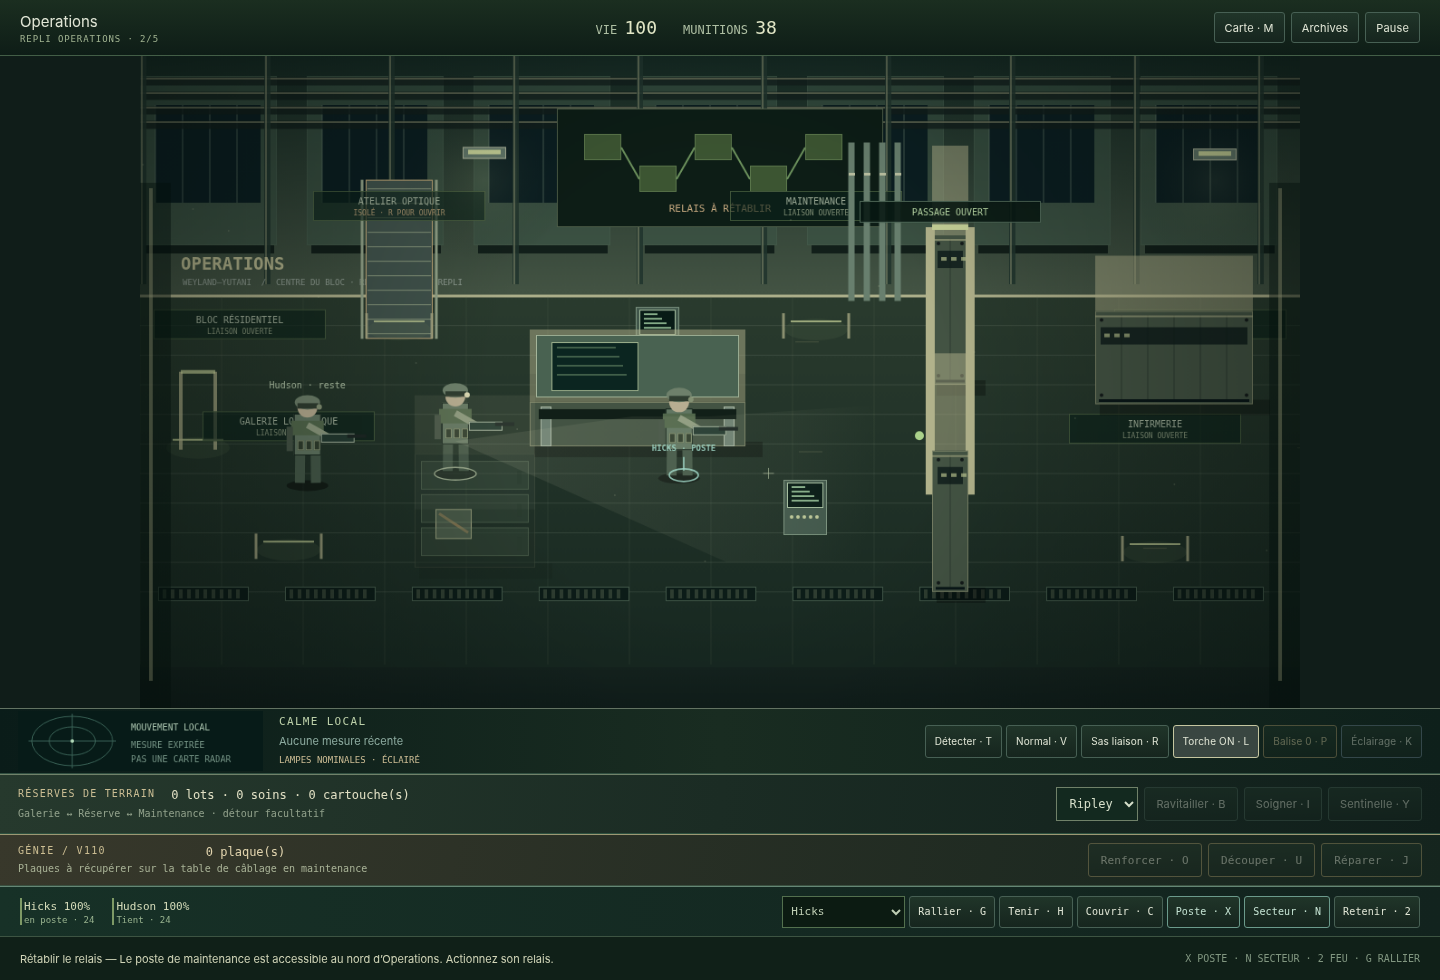 Operations
REPLI OPERATIONS · 2/5
VIE 100 MUNITIONS 38
Carte · M
Archives
Pause
ATELIER OPTIQUE
ISOLÉ · R POUR OUVRIR
RELAIS À RÉTABLIR
MAINTENANCE
LIAISON OUVERTE
PASSAGE OUVERT
OPERATIONS
WEYLAND-YUTANI / CENTRE DU BLOC · REPLI
BLOC RÉSIDENTIEL
LIAISON OUVERTE
Hudson · reste
GALERIE
LIAISON
HICKS · POSTE
INFIRMERIE
LIAISON OUVERTE
MOUVEMENT LOCAL
MESURE EXPIRÉE
PAS UNE CARTE RADAR
CALME LOCAL
Aucune mesure récente
LAMPES NOMINALES · ÉCLAIRÉ
Détecter · T
Normal · V
Sas liaison · R
Torche ON · L
Balise 0 · P
Éclairage · K
RÉSERVES DE TERRAIN 0 lots · 0 soins · 0 cartouche(s)
Galerie ↔ Réserve ↔ Maintenance · détour facultatif
Ripley
Ravitailler · B
Soigner · I
Sentinelle · Y
GÉNIE / V110 0 plaque(s)
Plaques à récupérer sur la table de câblage en maintenance
Renforcer · O
Découper · U
Réparer · J
Hicks 100%
en poste · 24
Hudson 100%
Tient · 24
Hicks
Rallier · G
Tenir · H
Couvrir · C
Poste · X
Secteur · N
Retenir · 2
Rétablir le relais — Le poste de maintenance est accessible au nord d'Operations. Actionnez son relais.
X POSTE · N SECTEUR · 2 FEU · G RALLIER